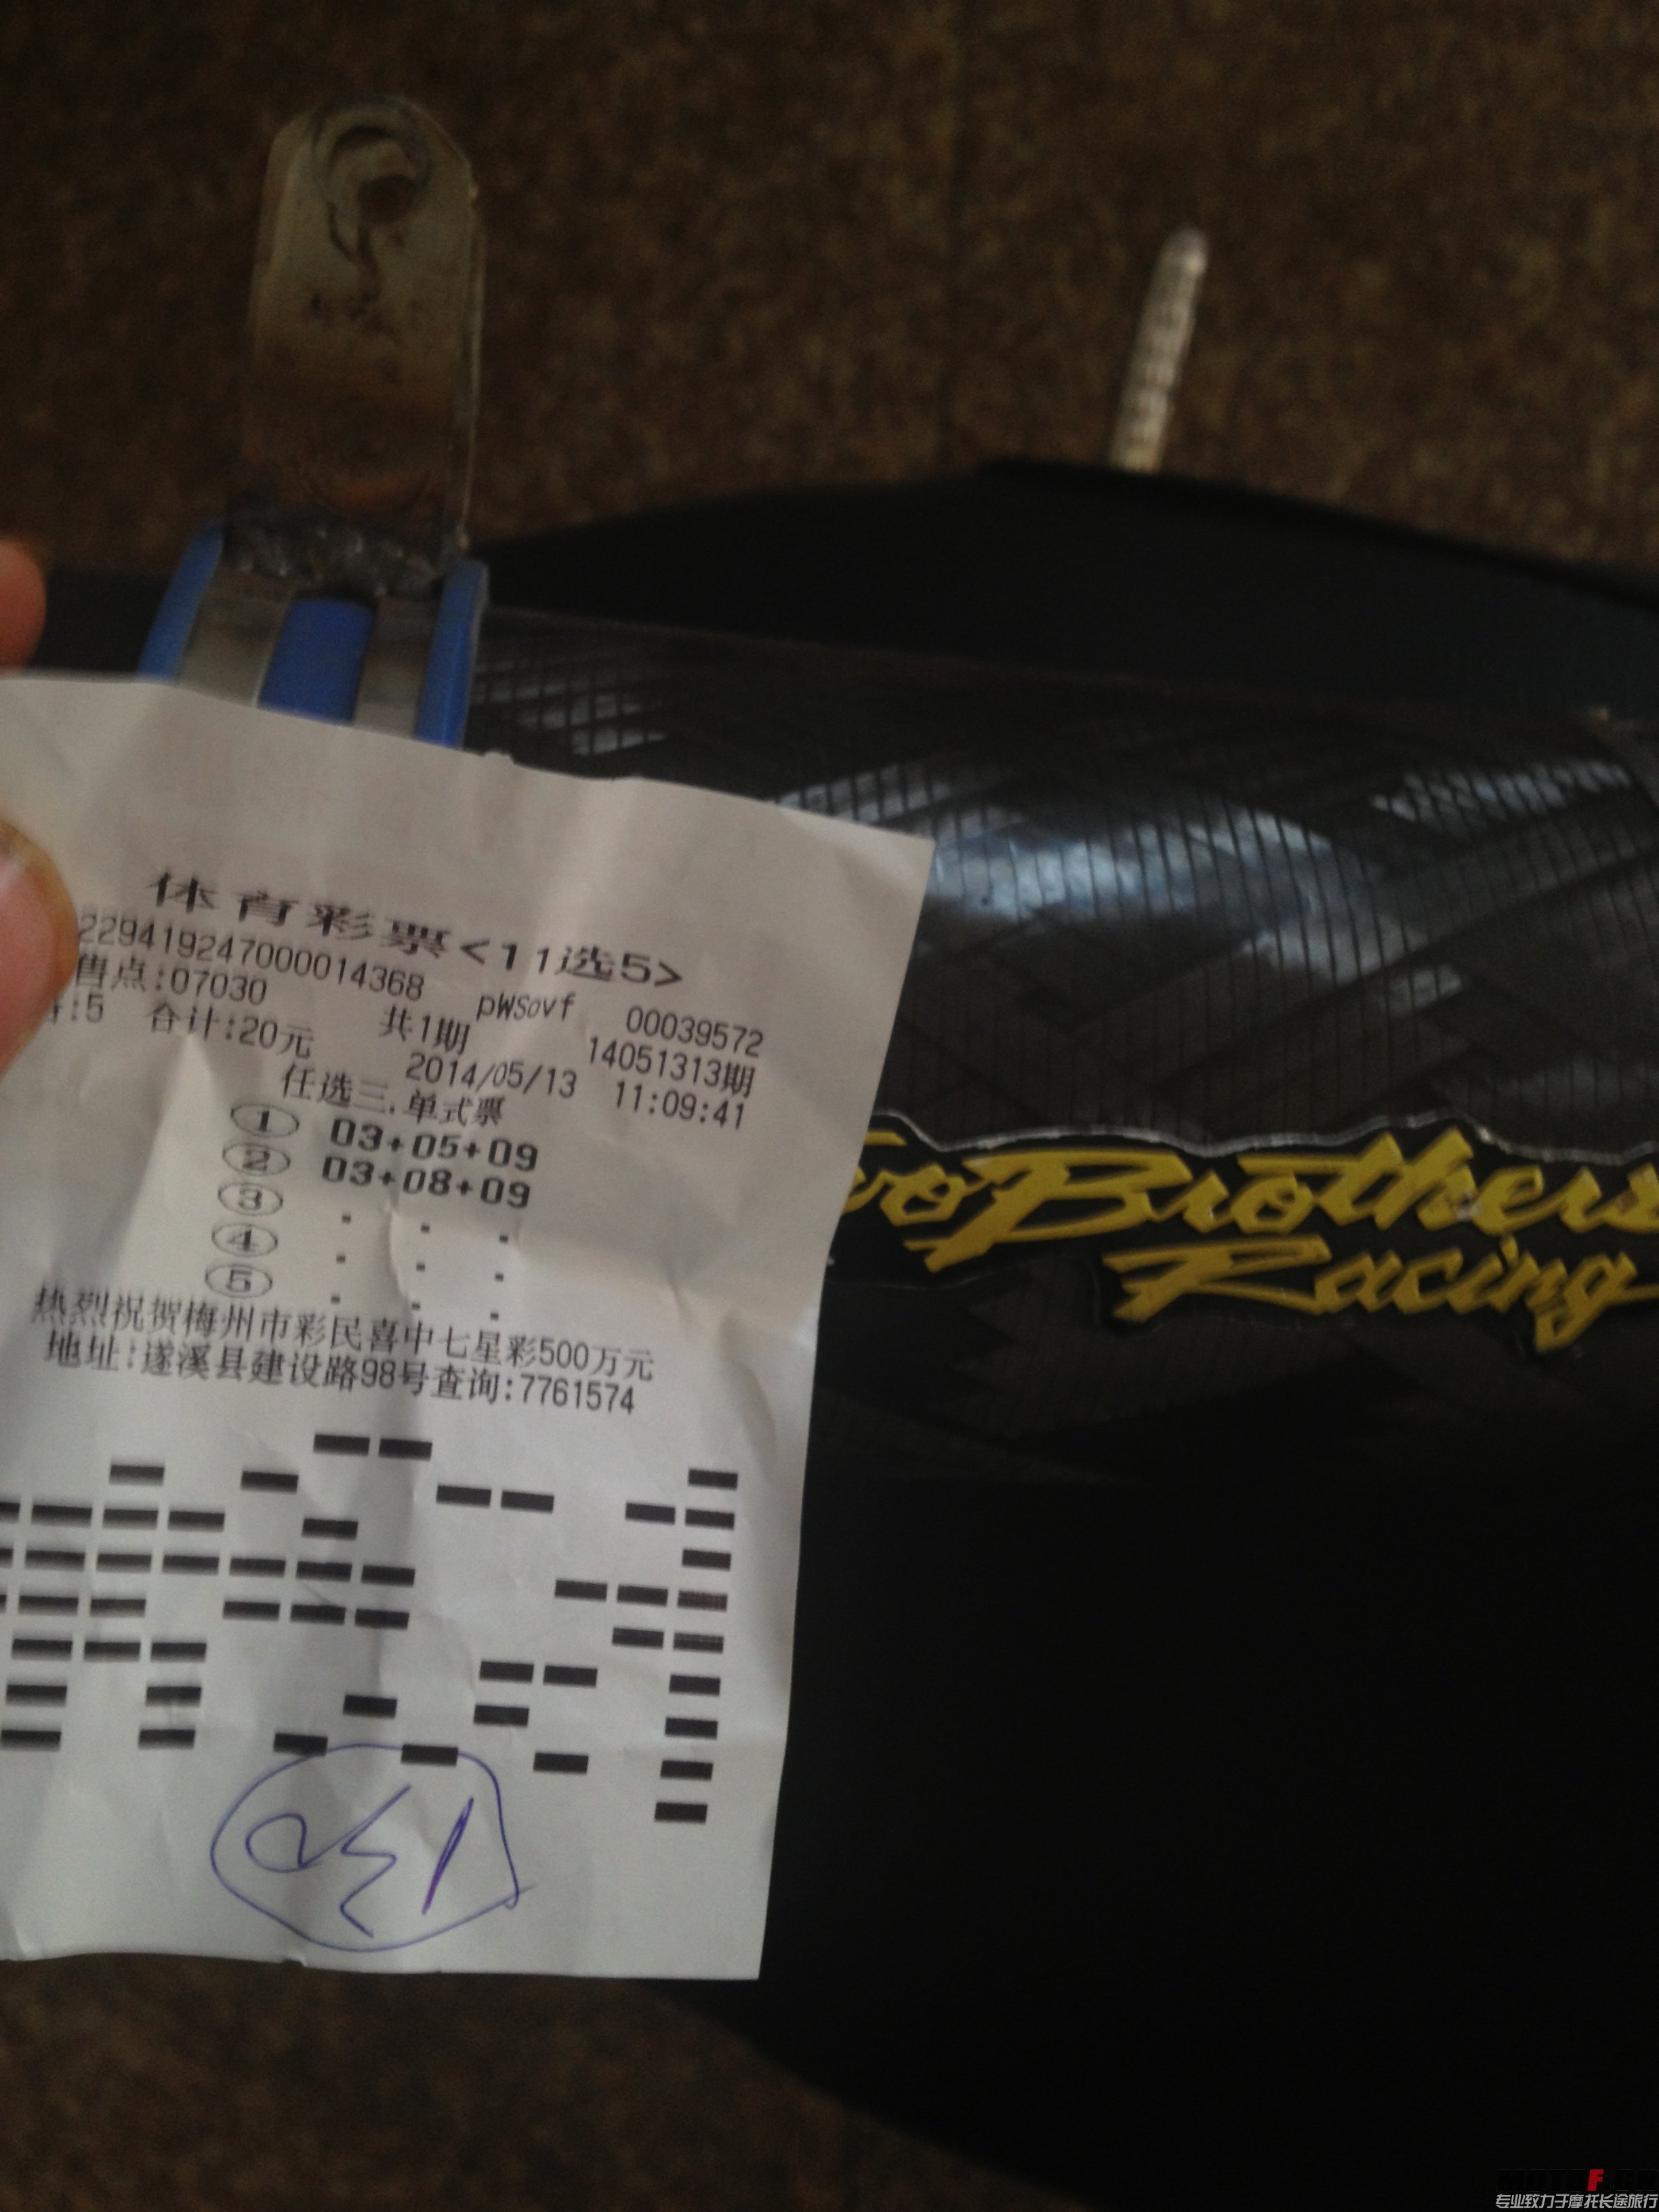 体育彩票<11选5>
229419247000014368 pWSovf 00039572
售点:07030 共1期 14051313期
:5 合计:20元 2014/05/13 11:09:41
任选三.单式票
① 03+05+09
② 03+08+09
③ . . .
④ . . .
⑤ . . .
热烈祝贺梅州市彩民喜中七星彩500万元
地址:遂溪县建设路98号查询:7761574
Brothers
Racing
专业致力于摩托长途旅行